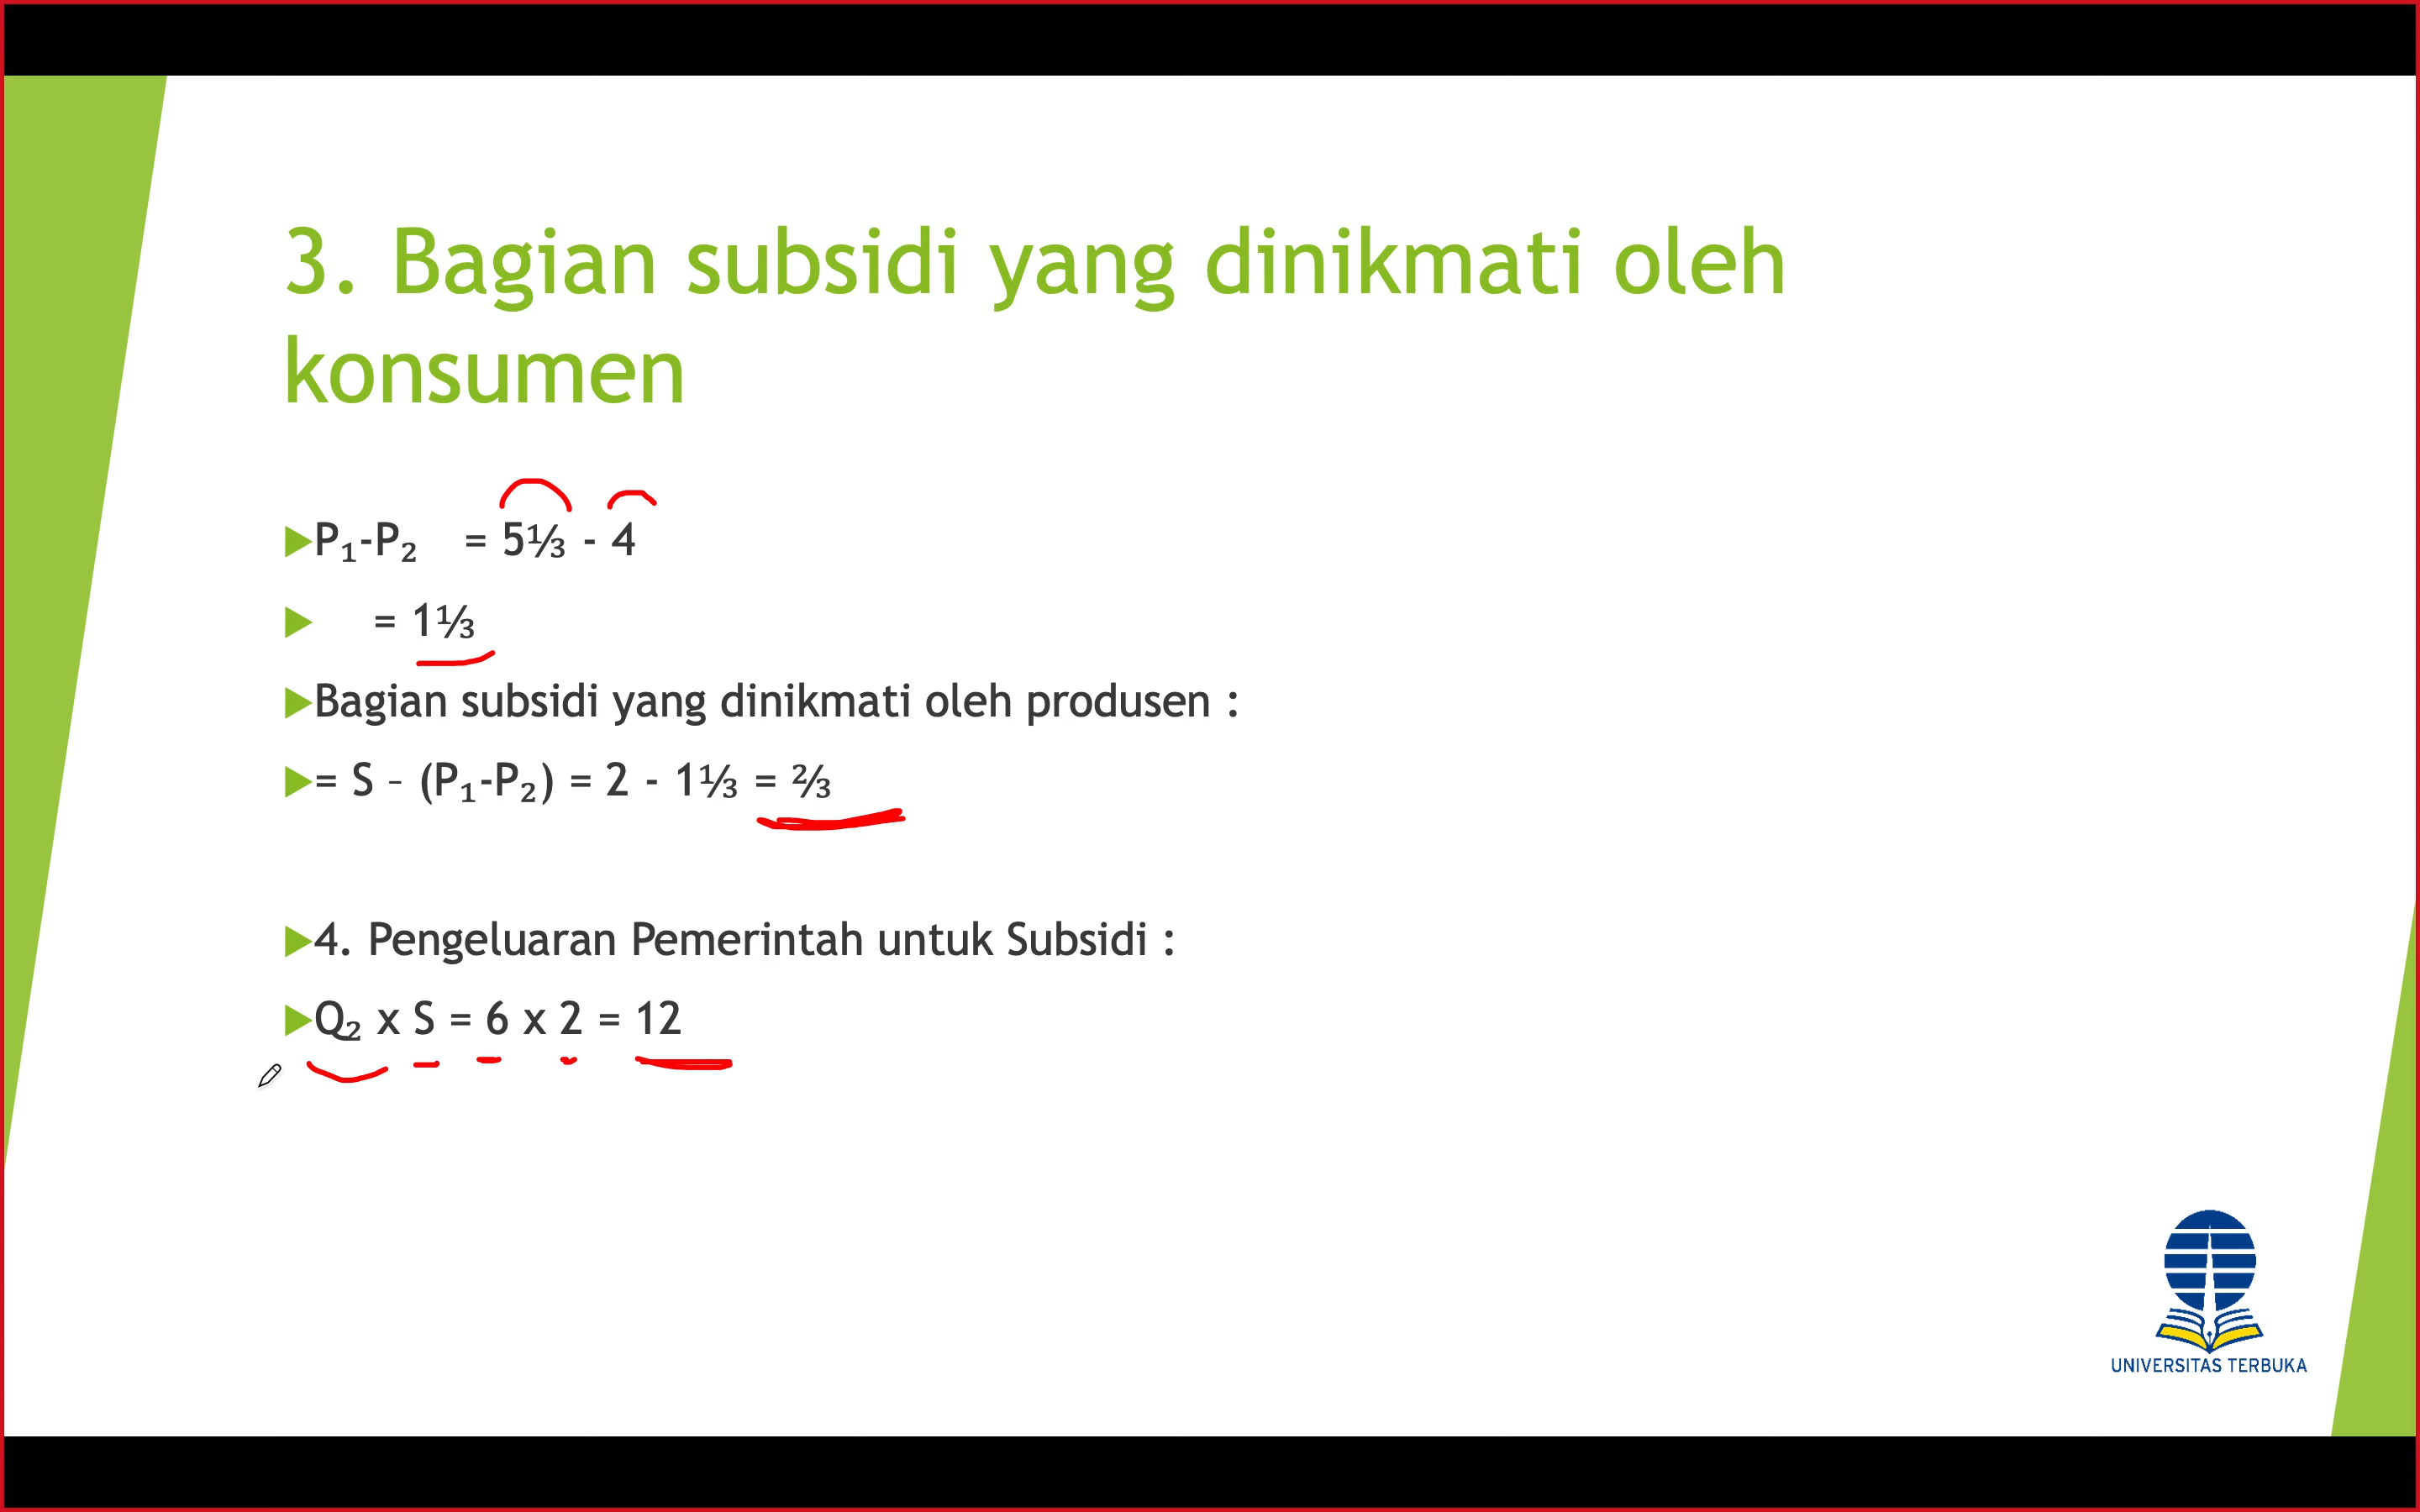 3. Bagian subsidi yang dinikmati oleh
konsumen
P₁-P₂ = 5⅓ - 4
= 1⅓
Bagian subsidi yang dinikmati oleh produsen :
= S – (P₁-P₂) = 2 - 1⅓ = ⅔
4. Pengeluaran Pemerintah untuk Subsidi :
Q₂ x S = 6 x 2 = 12
UNIVERSITAS TERBUKA